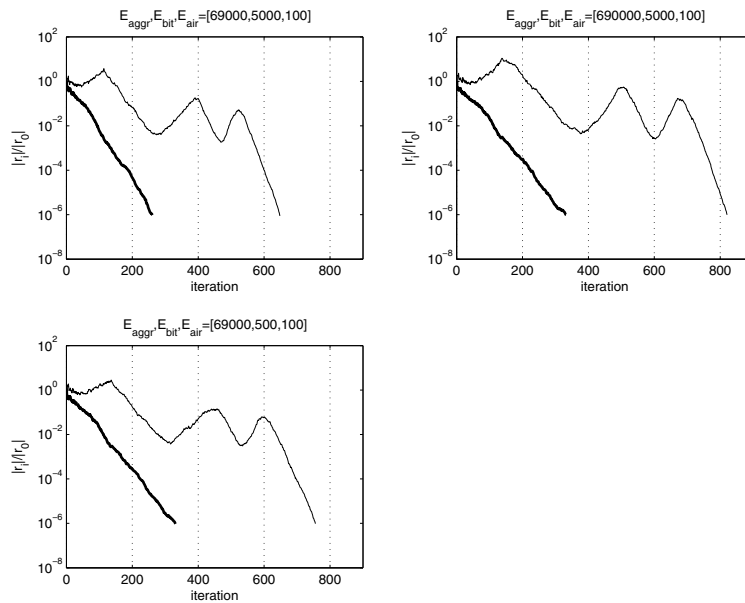 E_aggr,E_bit,E_air=[69000,5000,100]
10^2
10^0
10^−2
10^−4
10^−6
10^−8
|r_i|/|r_0|
0 200 400 600 800
iteration
E_aggr,E_bit,E_air=[690000,5000,100]
10^2
10^0
10^−2
10^−4
10^−6
10^−8
|r_i|/|r_0|
0 200 400 600 800
iteration
E_aggr,E_bit,E_air=[69000,500,100]
10^2
10^0
10^−2
10^−4
10^−6
10^−8
|r_i|/|r_0|
0 200 400 600 800
iteration